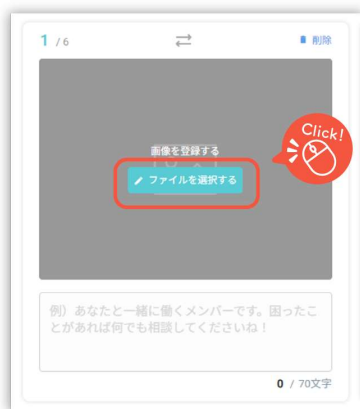 1 / 6
削除
画像を登録する
ファイルを選択する
Click!
例）あなたと一緒に働くメンバーです。困ったこ
とがあれば何でも相談してくださいね！
0 / 70文字